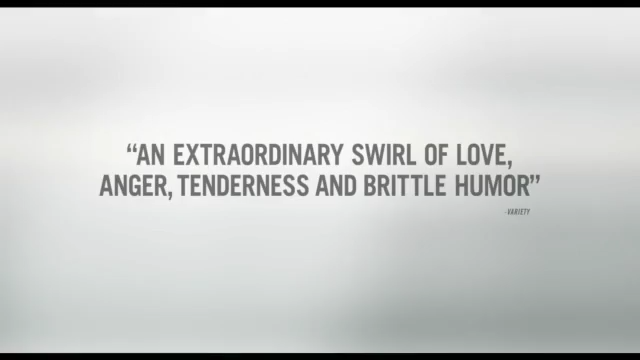 “AN EXTRAORDINARY SWIRL OF LOVE,
ANGER, TENDERNESS AND BRITTLE HUMOR”
-VARIETY